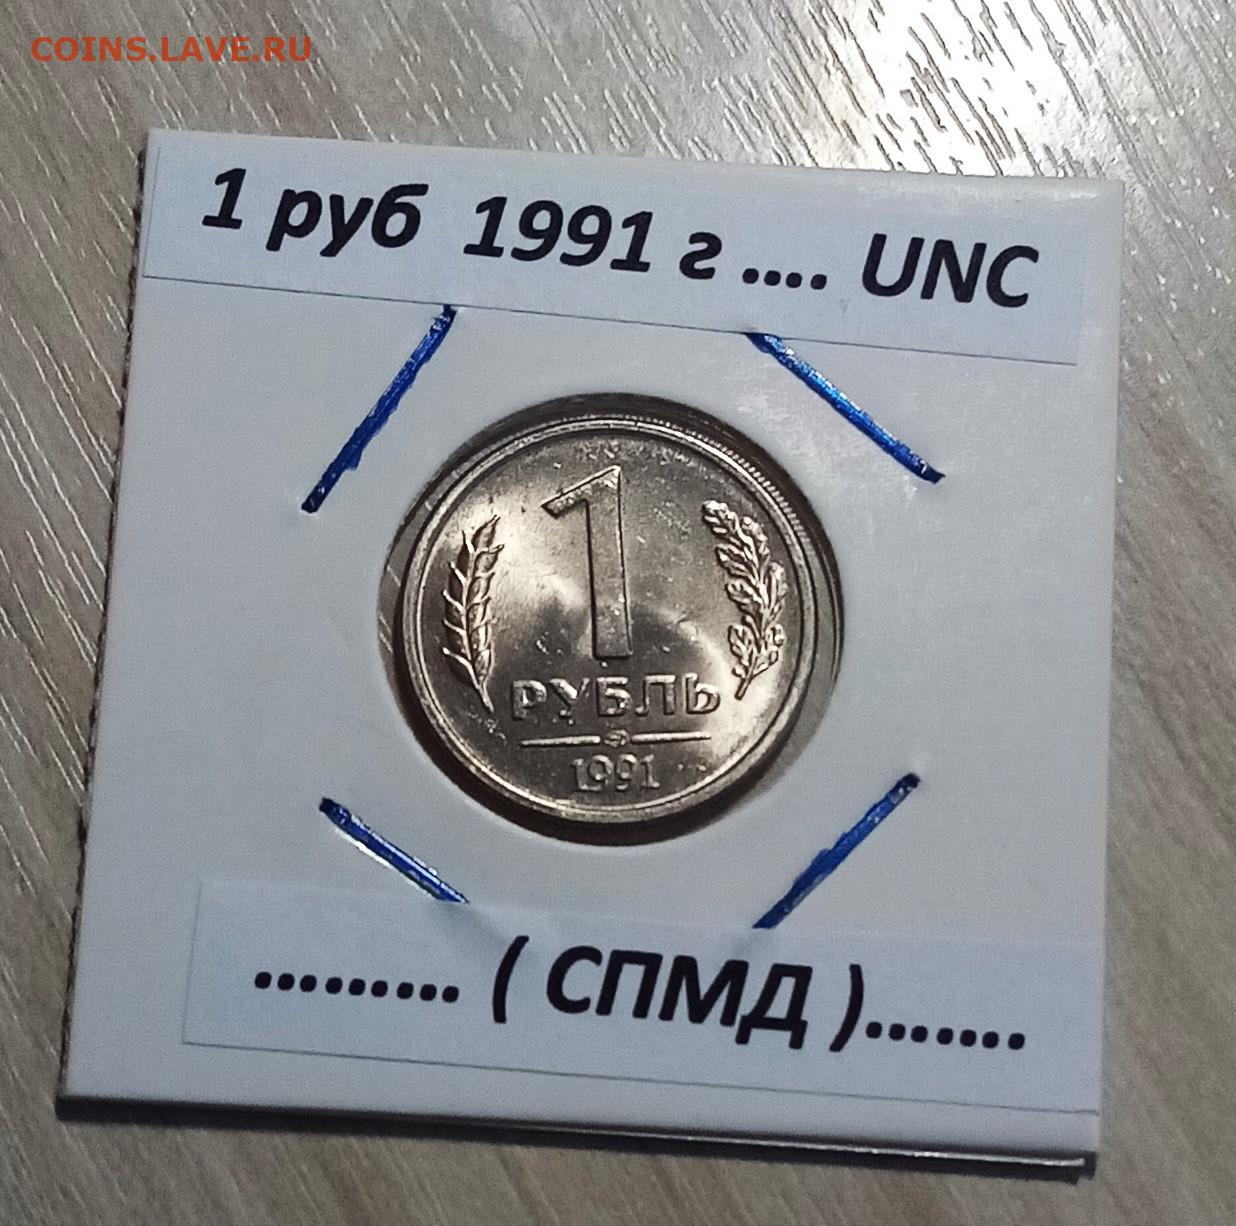 COINS.LAVE.RU
1 руб 1991 г .... UNC
1
РУБЛЬ
1991
......... ( СПМД ).......